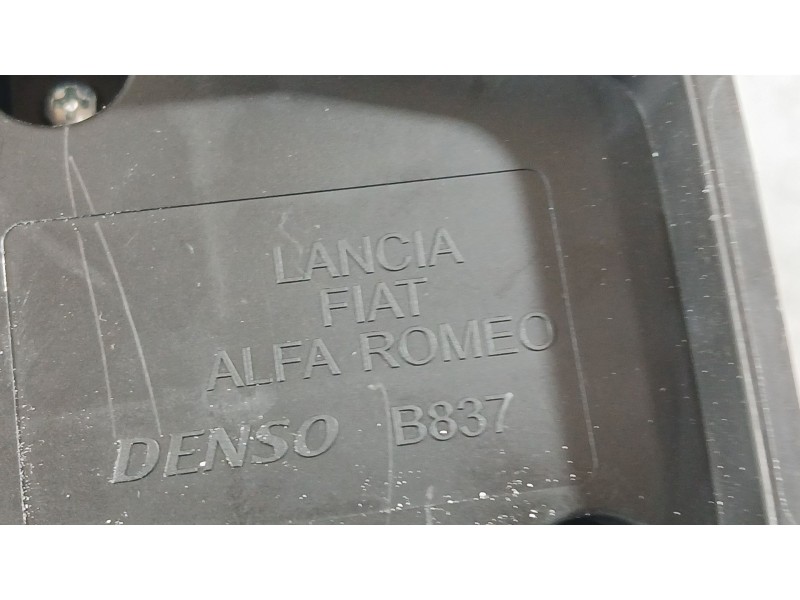 LANCIA
FIAT
ALFA ROMEO
DENSO B837